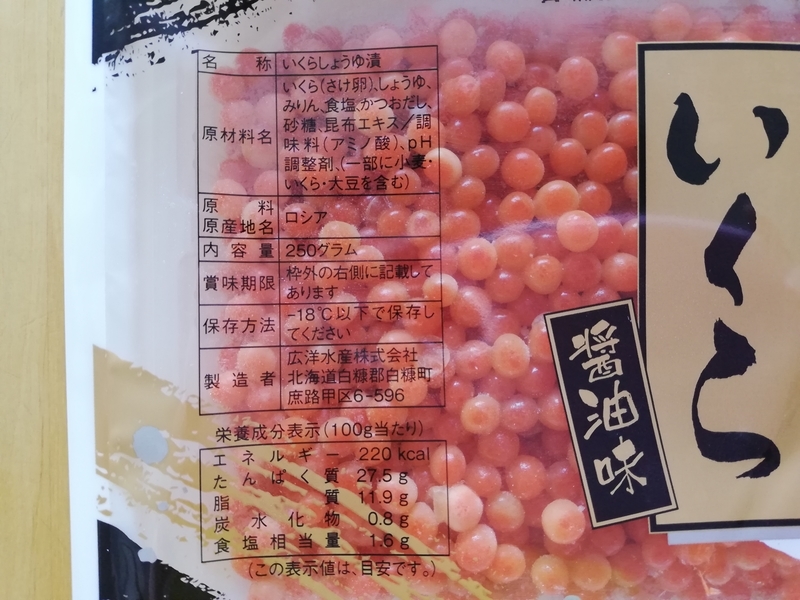 名称 いくらしょうゆ漬
原材料名 いくら(さけ卵)、しょうゆ、
みりん、食塩、かつおだし、
砂糖、昆布エキス／調
味料(アミノ酸)、pH
調整剤、(一部に小麦・
いくら・大豆を含む)
原料
原産地名 ロシア
内容量 250グラム
賞味期限 枠外の右側に記載して
あります
保存方法 -18℃以下で保存し
てください
製造者 広洋水産株式会社
北海道白糠郡白糠町
庶路甲区6-596
栄養成分表示(100g当たり)
エネルギー 220 kcal
たんぱく質 27.5 g
脂質 11.9 g
炭水化物 0.8 g
食塩相当量 1.6 g
(この表示値は、目安です。)
いくら
醤油味